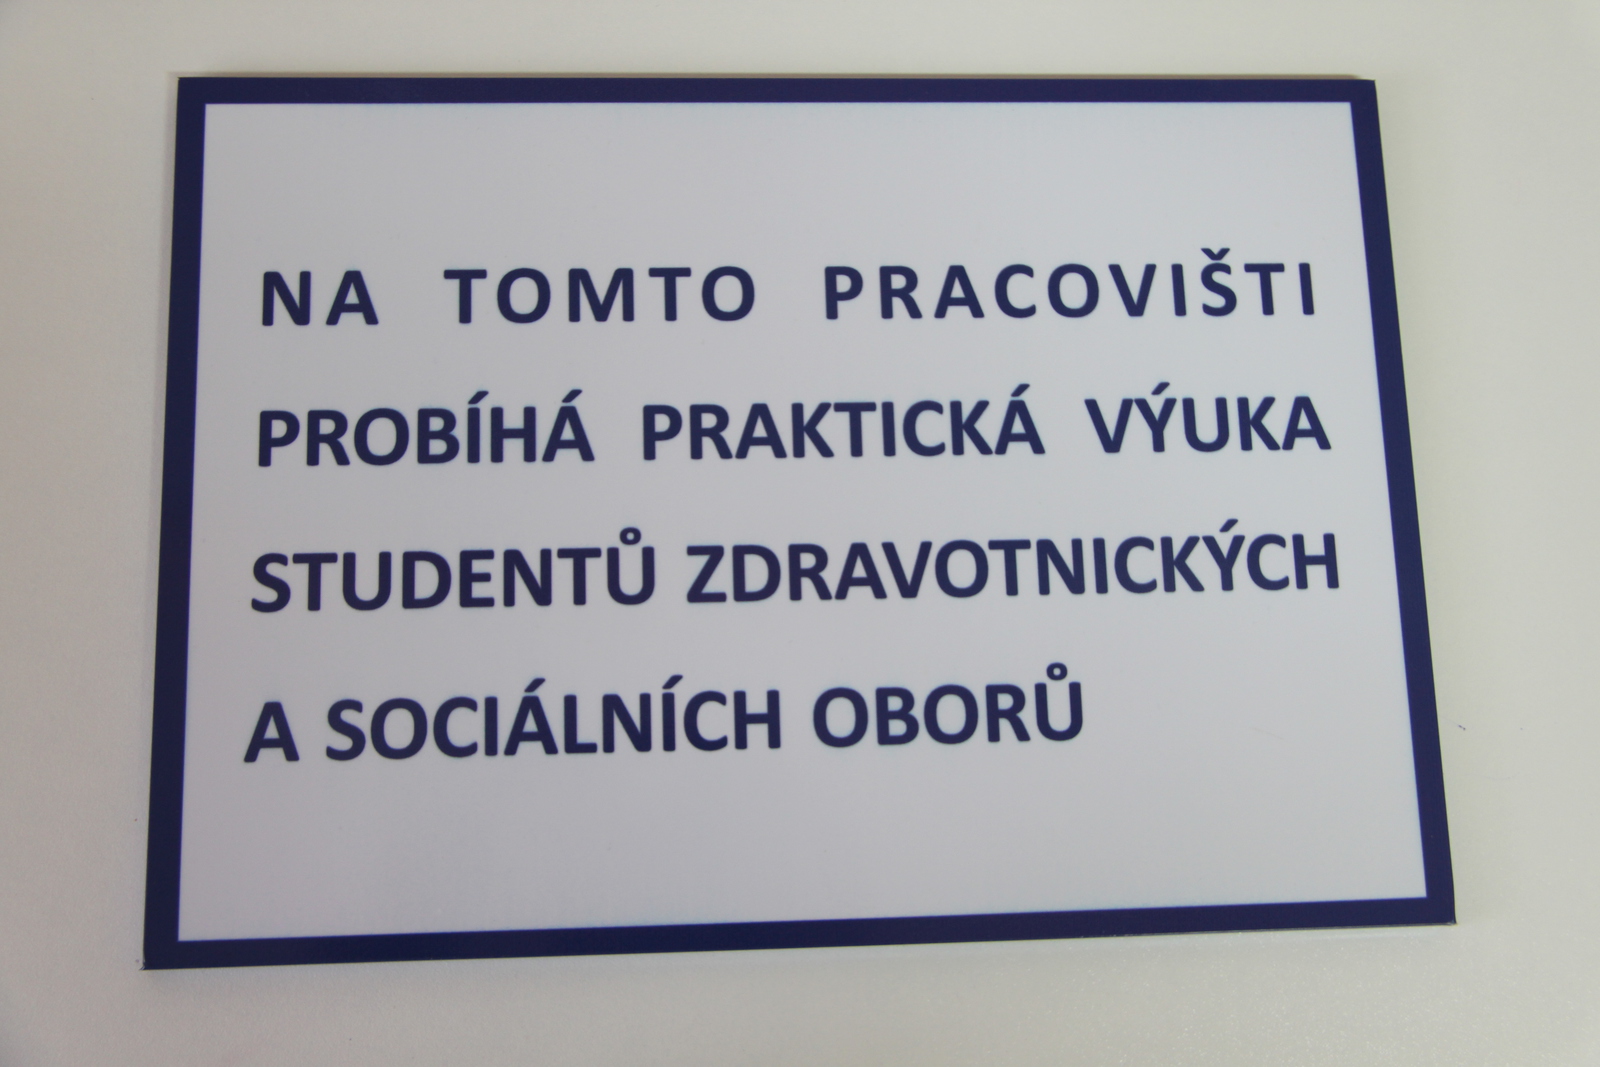 NA TOMTO PRACOVIŠTI
PROBÍHÁ PRAKTICKÁ VÝUKA
STUDENTŮ ZDRAVOTNICKÝCH
A SOCIÁLNÍCH OBORŮ